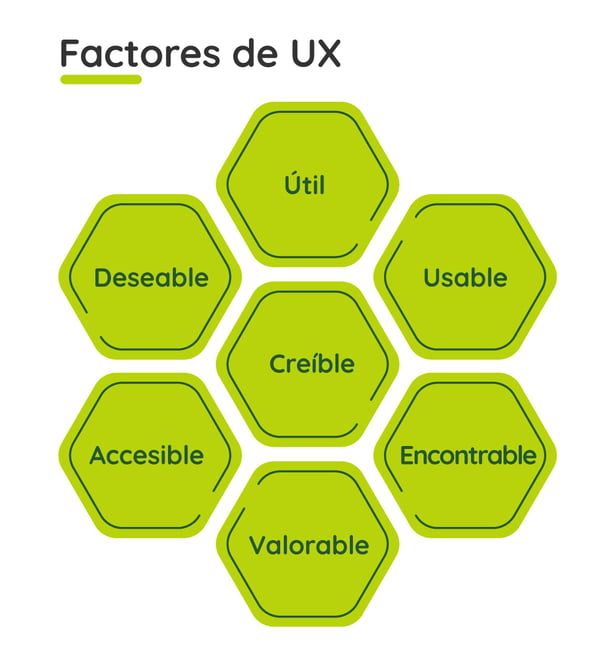 Factores de UX
Útil
Deseable
Usable
Creíble
Accesible
Encontrable
Valorable